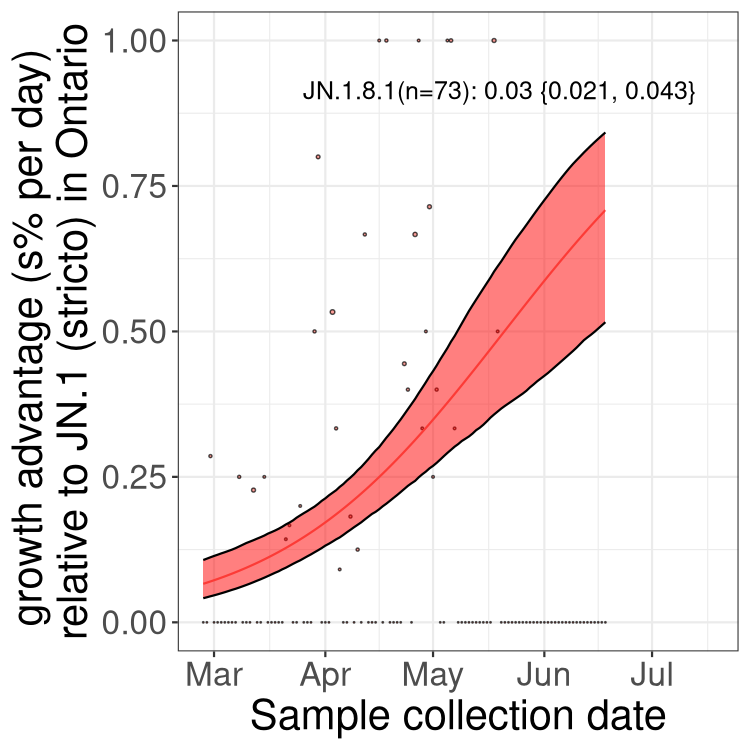 growth advantage (s% per day)
relative to JN.1 (stricto) in Ontario
1.00
0.75
0.50
0.25
0.00
JN.1.8.1(n=73): 0.03 {0.021, 0.043}
Mar Apr May Jun Jul
Sample collection date